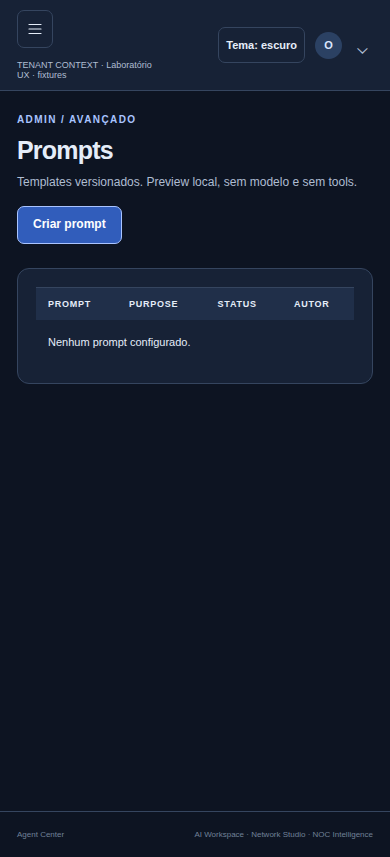 TENANT CONTEXT · Laboratório
UX · fixtures
Tema: escuro
O
ADMIN / AVANÇADO
Prompts
Templates versionados. Preview local, sem modelo e sem tools.
Criar prompt
PROMPT PURPOSE STATUS AUTOR
Nenhum prompt configurado.
Agent Center
AI Workspace · Network Studio · NOC Intelligence